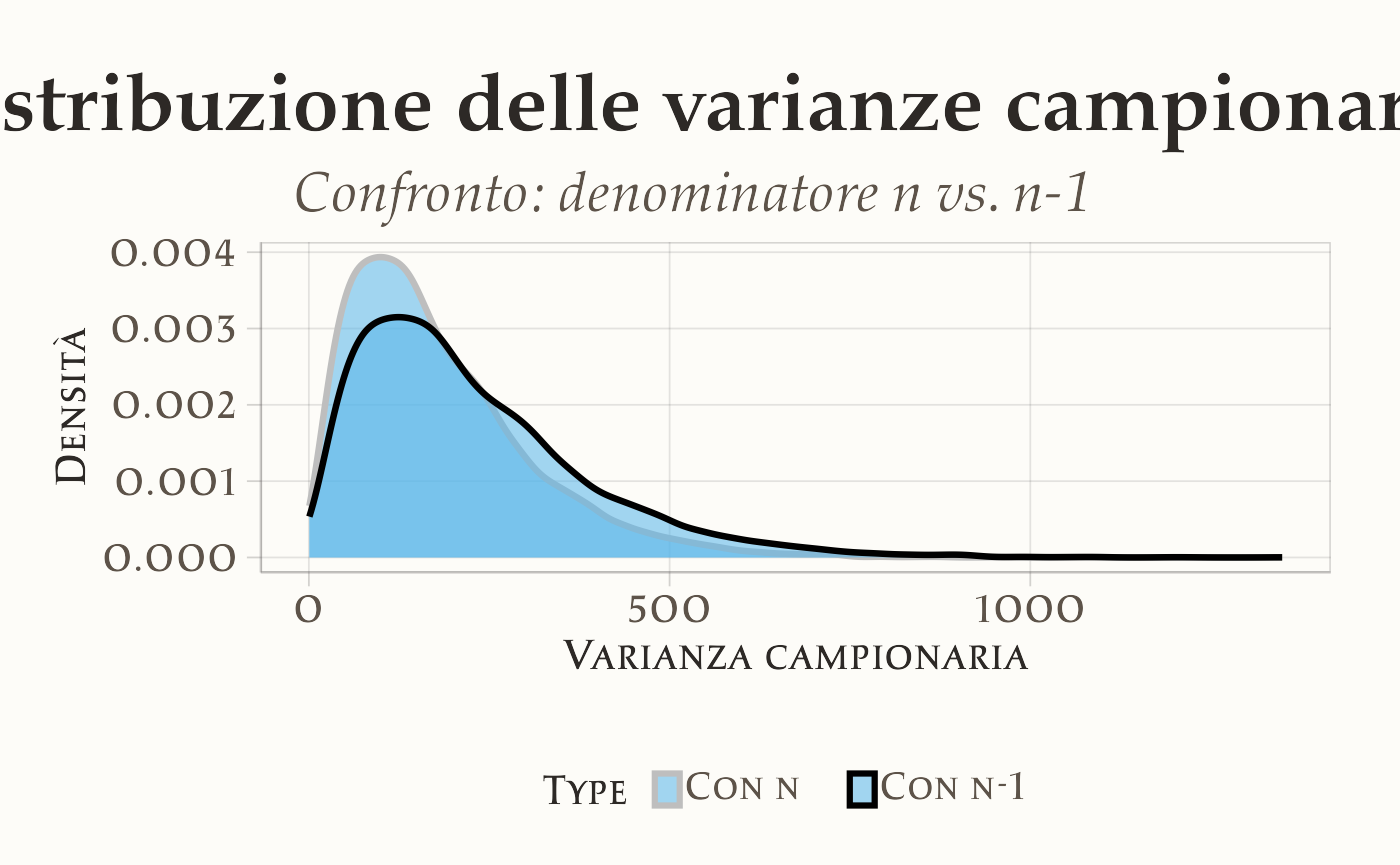 stribuzione delle varianze campionar
Confronto: denominatore n vs. n-1
0.004
0.003
0.002
0.001
0.000
Densità
0 500 1000
Varianza campionaria
Type Con n Con n-1